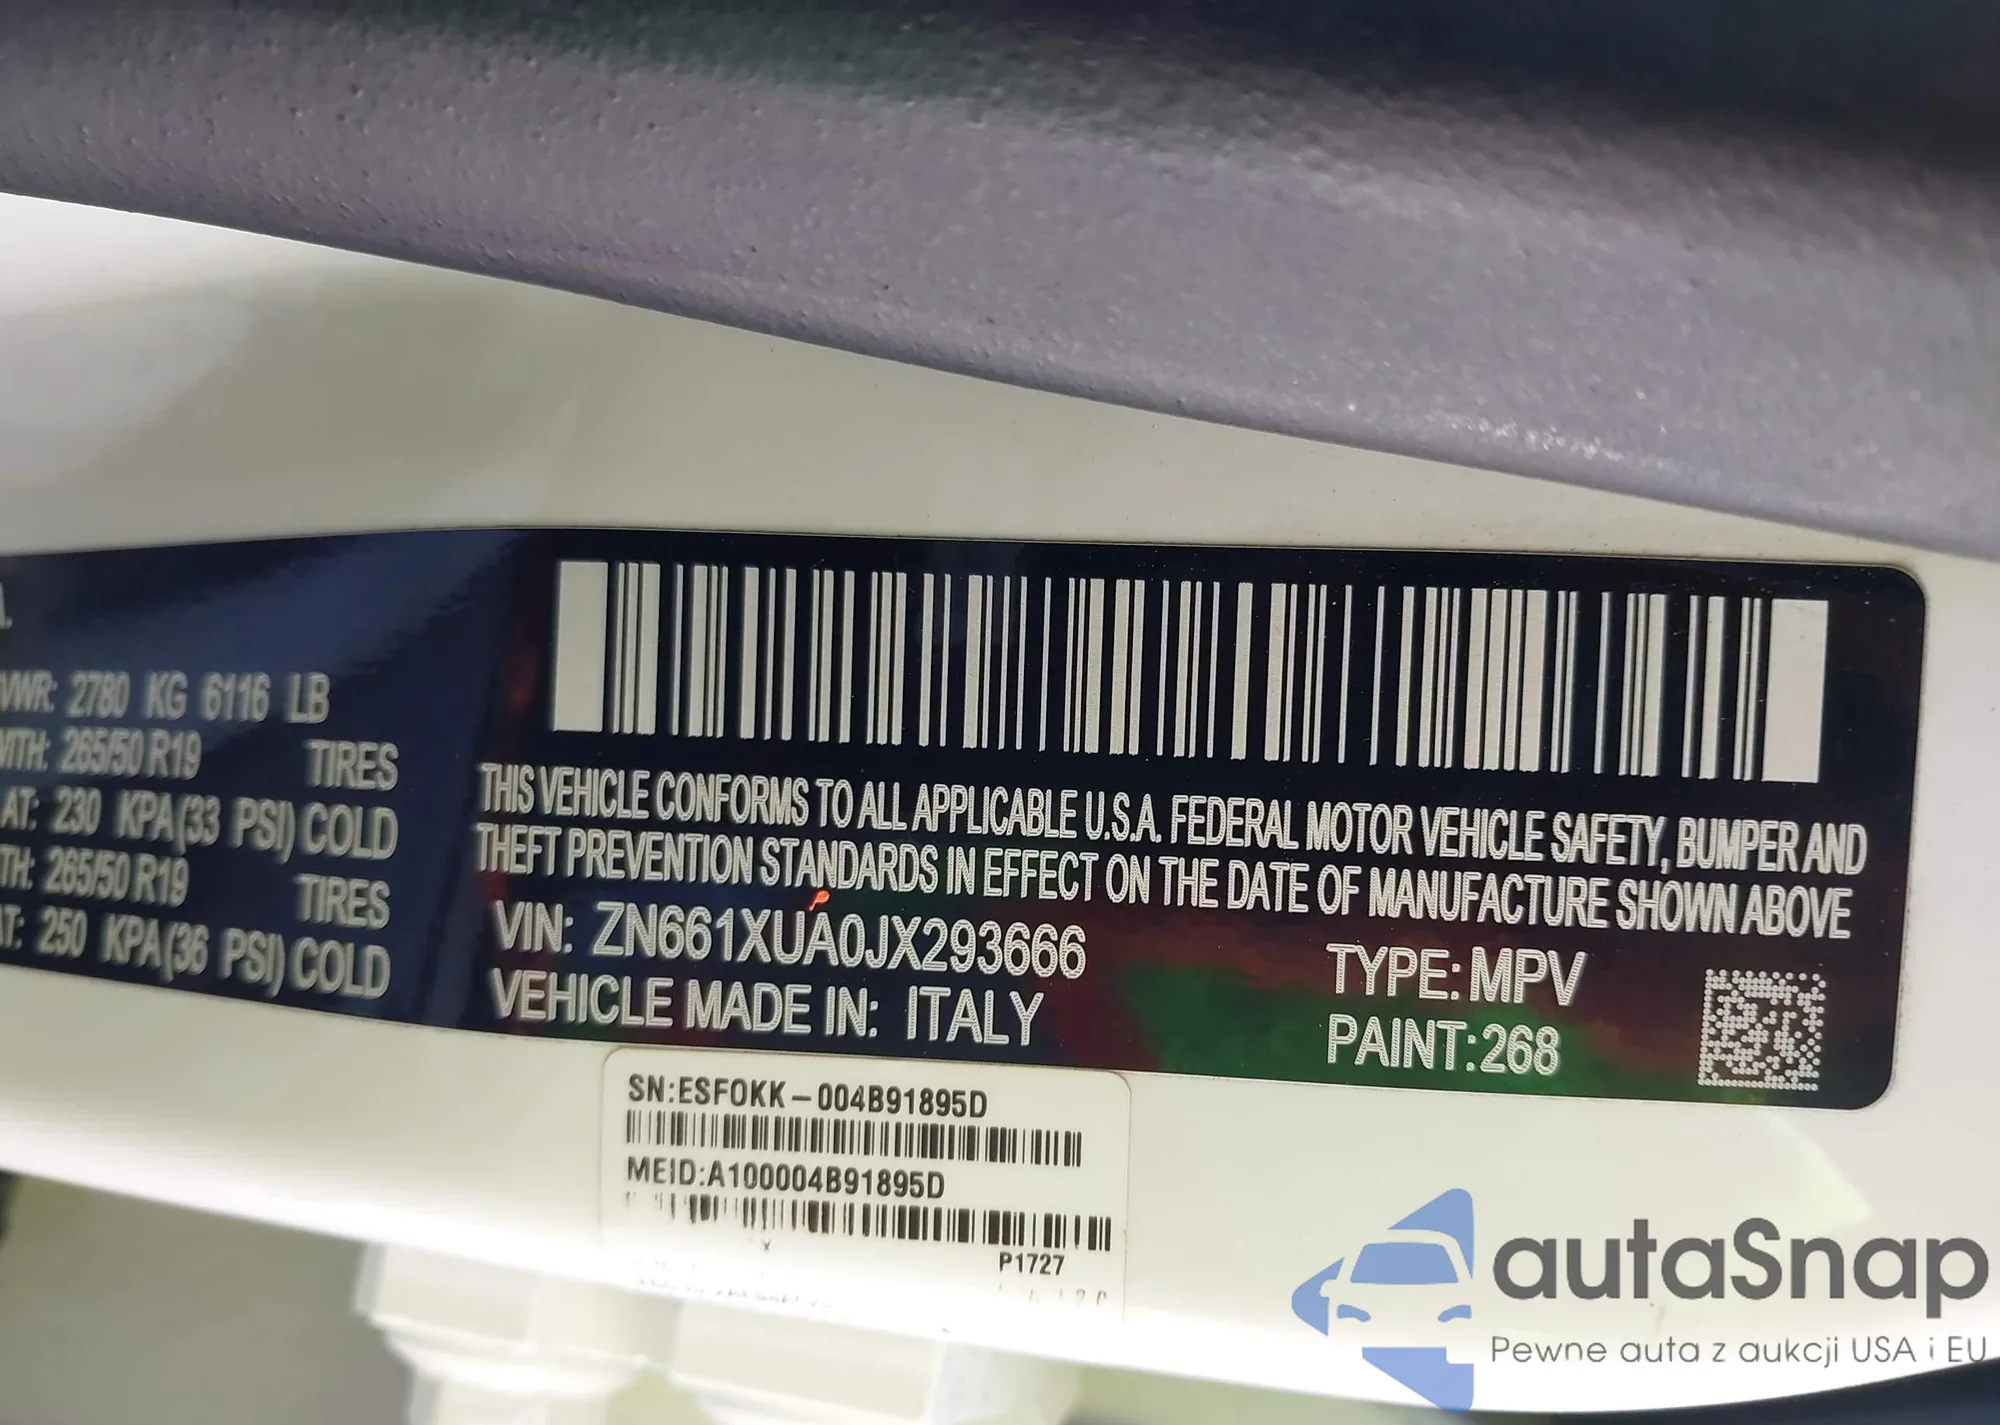 VWR: 2780 KG 6116 LB
WITH: 265/50 R19 TIRES
AT: 230 KPA(33 PSI) COLD
TH: 265/50 R19 TIRES
AT: 250 KPA(36 PSI) COLD
THIS VEHICLE CONFORMS TO ALL APPLICABLE U.S.A. FEDERAL MOTOR VEHICLE SAFETY, BUMPER AND
THEFT PREVENTION STANDARDS IN EFFECT ON THE DATE OF MANUFACTURE SHOWN ABOVE
VIN: ZN661XUA0JX293666
TYPE: MPV
VEHICLE MADE IN: ITALY
PAINT:268
SN:ESFOKK-004B91895D
MEID:A100004B91895D
P1727
autaSnap
Pewne auta z aukcji USA i EU